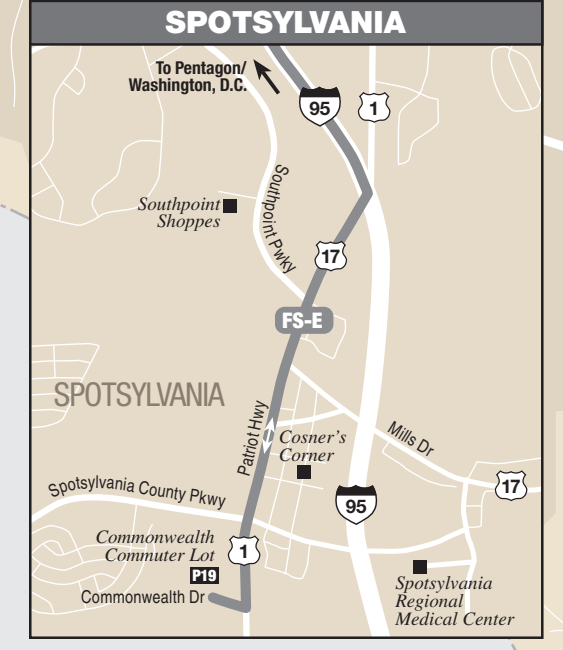 SPOTSYLVANIA
To Pentagon/
Washington, D.C.
95
1
Southpoint Pwky
Southpoint
Shoppes
17
FS-E
SPOTSYLVANIA
Patriot Hwy
Cosner's
Corner
Mills Dr
Spotsylvania County Pkwy
17
95
Commonwealth
Commuter Lot
1
P19
Commonwealth Dr
Spotsylvania
Regional
Medical Center